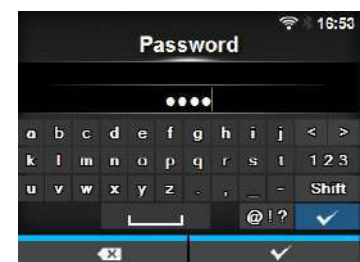 16:53
Password
••••
a b c d e f g h i j < >
k l m n o p q r s t 1 2 3
u v w x y z . , _ - Shift
@!?